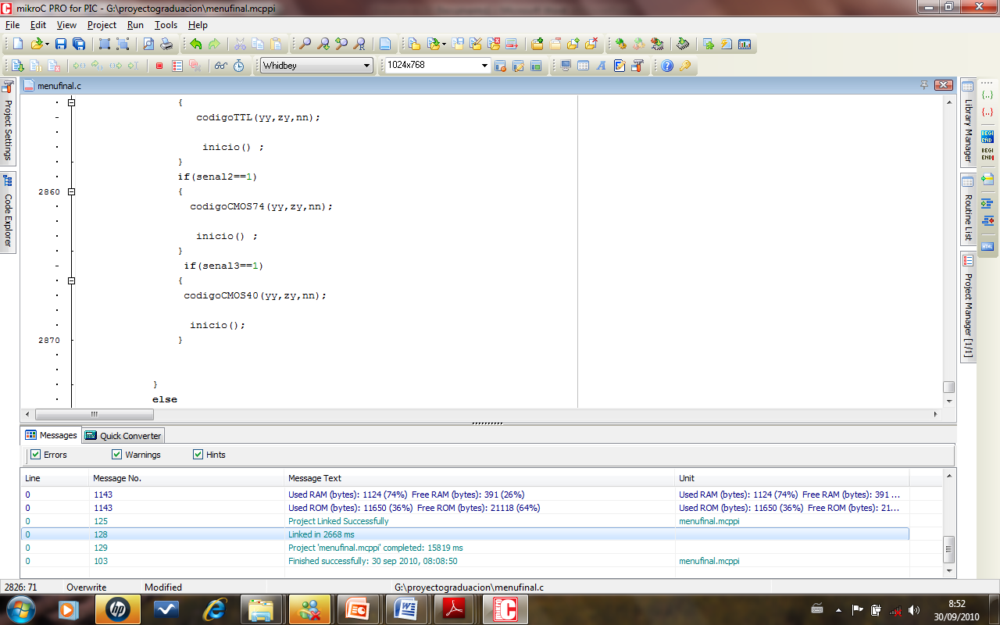 mikroC PRO for PIC - G:\proyectograduacion\menufinal.mcppi
File Edit View Project Run Tools Help
Whidbey 1024x768
Project Settings
Code Explorer
menufinal.c
{
codigoTTL(yy,zy,nn);
inicio() ;
}
if(senal2==1)
2860 {
codigoCMOS74(yy,zy,nn);
inicio() ;
}
if(senal3==1)
{
codigoCMOS40(yy,zy,nn);
inicio();
2870 }
}
else
Library Manager
Routine List
Project Manager [1/1]
{..}
{..}
BEGI
END
BEGI
END
HTML
Messages Quick Converter
Errors Warnings Hints
Line Message No. Message Text Unit
0 1143 Used RAM (bytes): 1124 (74%) Free RAM (bytes): 391 (26%) Used RAM (bytes): 1124 (74%) Free RAM (bytes): 391 ...
0 1143 Used ROM (bytes): 11650 (36%) Free ROM (bytes): 21118 (64%) Used ROM (bytes): 11650 (36%) Free ROM (bytes): 21...
0 125 Project Linked Successfully menufinal.mcppi
0 128 Linked in 2668 ms
0 129 Project 'menufinal.mcppi' completed: 15819 ms
0 103 Finished successfully: 30 sep 2010, 08:08:50 menufinal.mcppi
2826: 71 Overwrite Modified G:\proyectograduacion\menufinal.c
8:52
30/09/2010